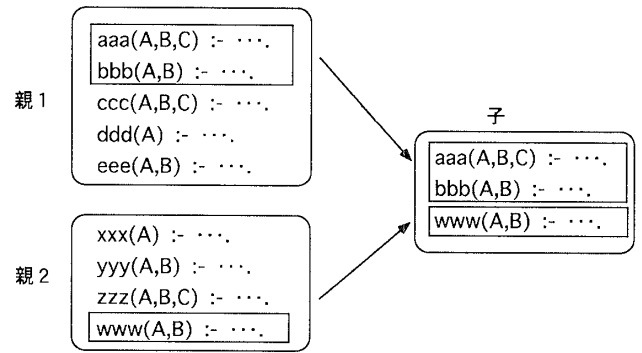 親1
aaa(A,B,C) :- ···.
bbb(A,B) :- ···.
ccc(A,B,C) :- ···.
ddd(A) :- ···.
eee(A,B) :- ···.
親2
xxx(A) :- ···.
yyy(A,B) :- ···.
zzz(A,B,C) :- ···.
www(A,B) :- ···.
子
aaa(A,B,C) :- ···.
bbb(A,B) :- ···.
www(A,B) :- ···.